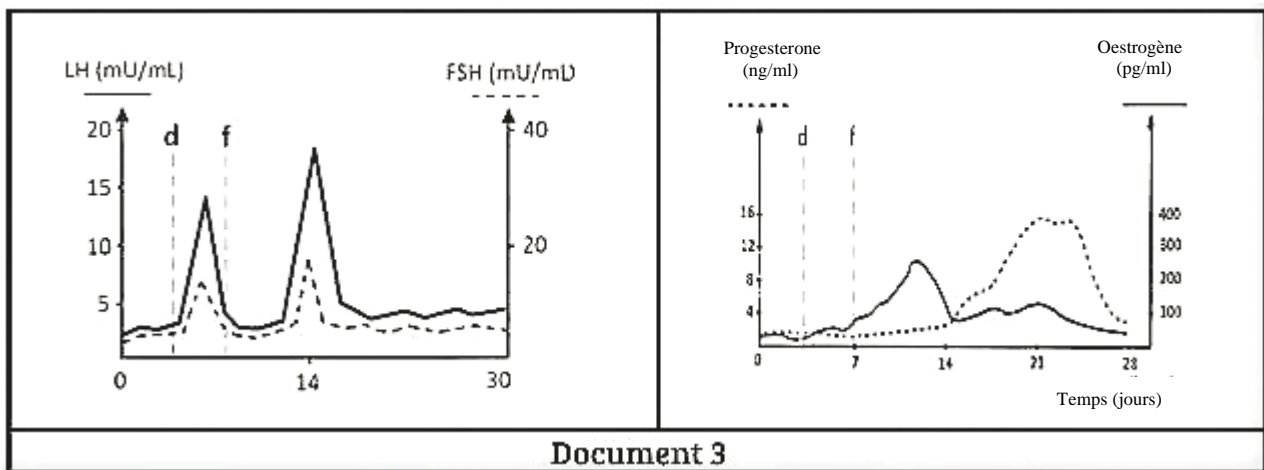 LH (mU/mL)
FSH (mU/mL)
20
15
10
5
d
f
40
20
0
14
30
Progesterone
(ng/ml)
Oestrogène
(pg/ml)
d
f
16
12
8
4
400
300
200
100
0
7
14
21
28
Temps (jours)
Document 3